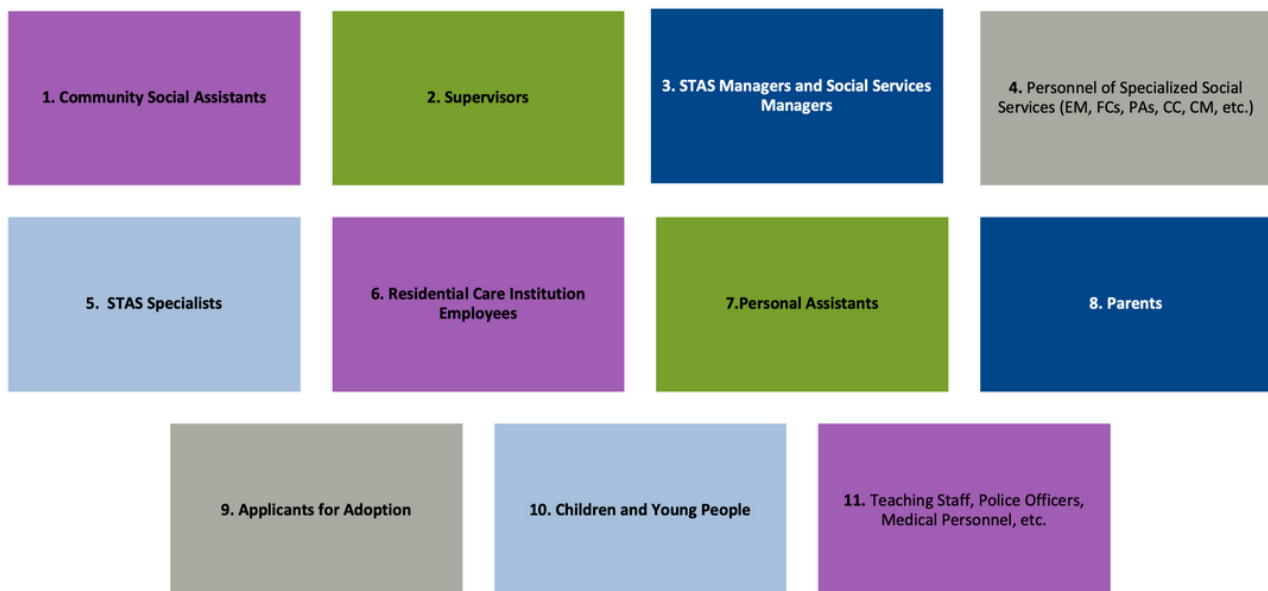 1. Community Social Assistants
2. Supervisors
3. STAS Managers and Social Services
Managers
4. Personnel of Specialized Social
Services (EM, FCs, PAs, CC, CM, etc.)
5. STAS Specialists
6. Residential Care Institution
Employees
7.Personal Assistants
8. Parents
9. Applicants for Adoption
10. Children and Young People
11. Teaching Staff, Police Officers,
Medical Personnel, etc.